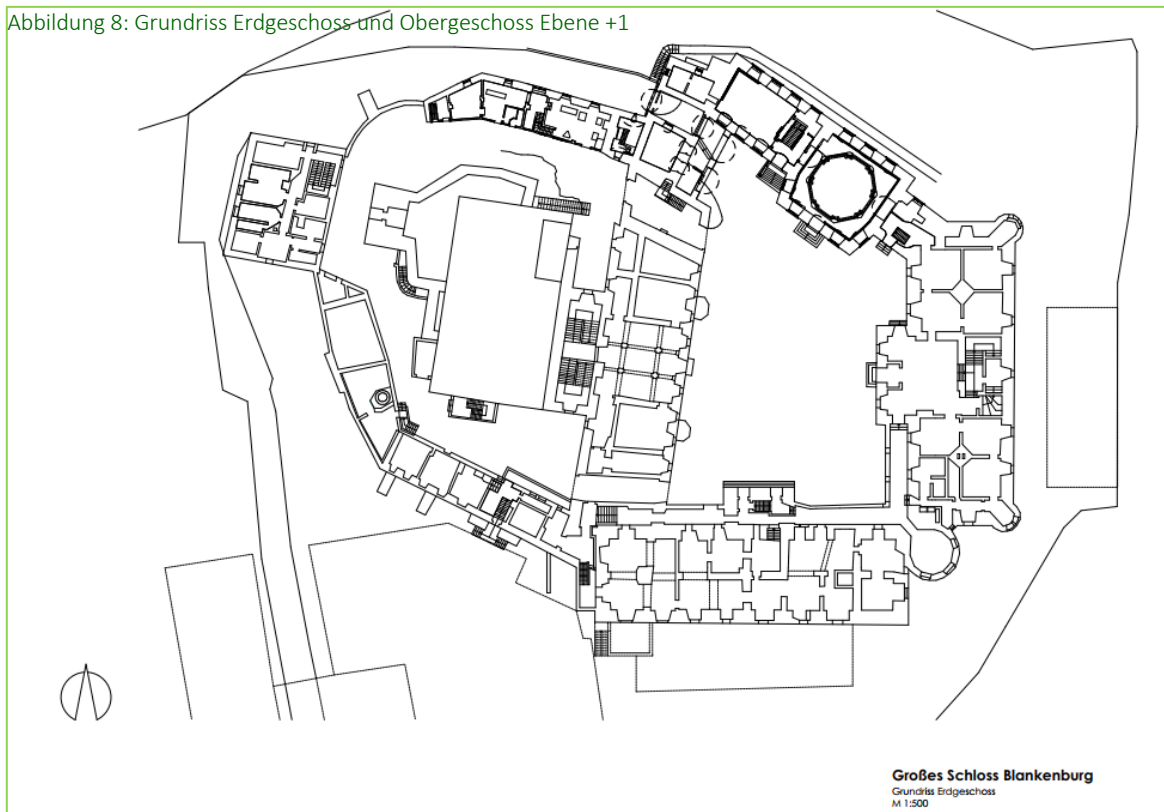 Abbildung 8: Grundriss Erdgeschoss und Obergeschoss Ebene +1
Großes Schloss Blankenburg
Grundriss Erdgeschoss
M 1:500